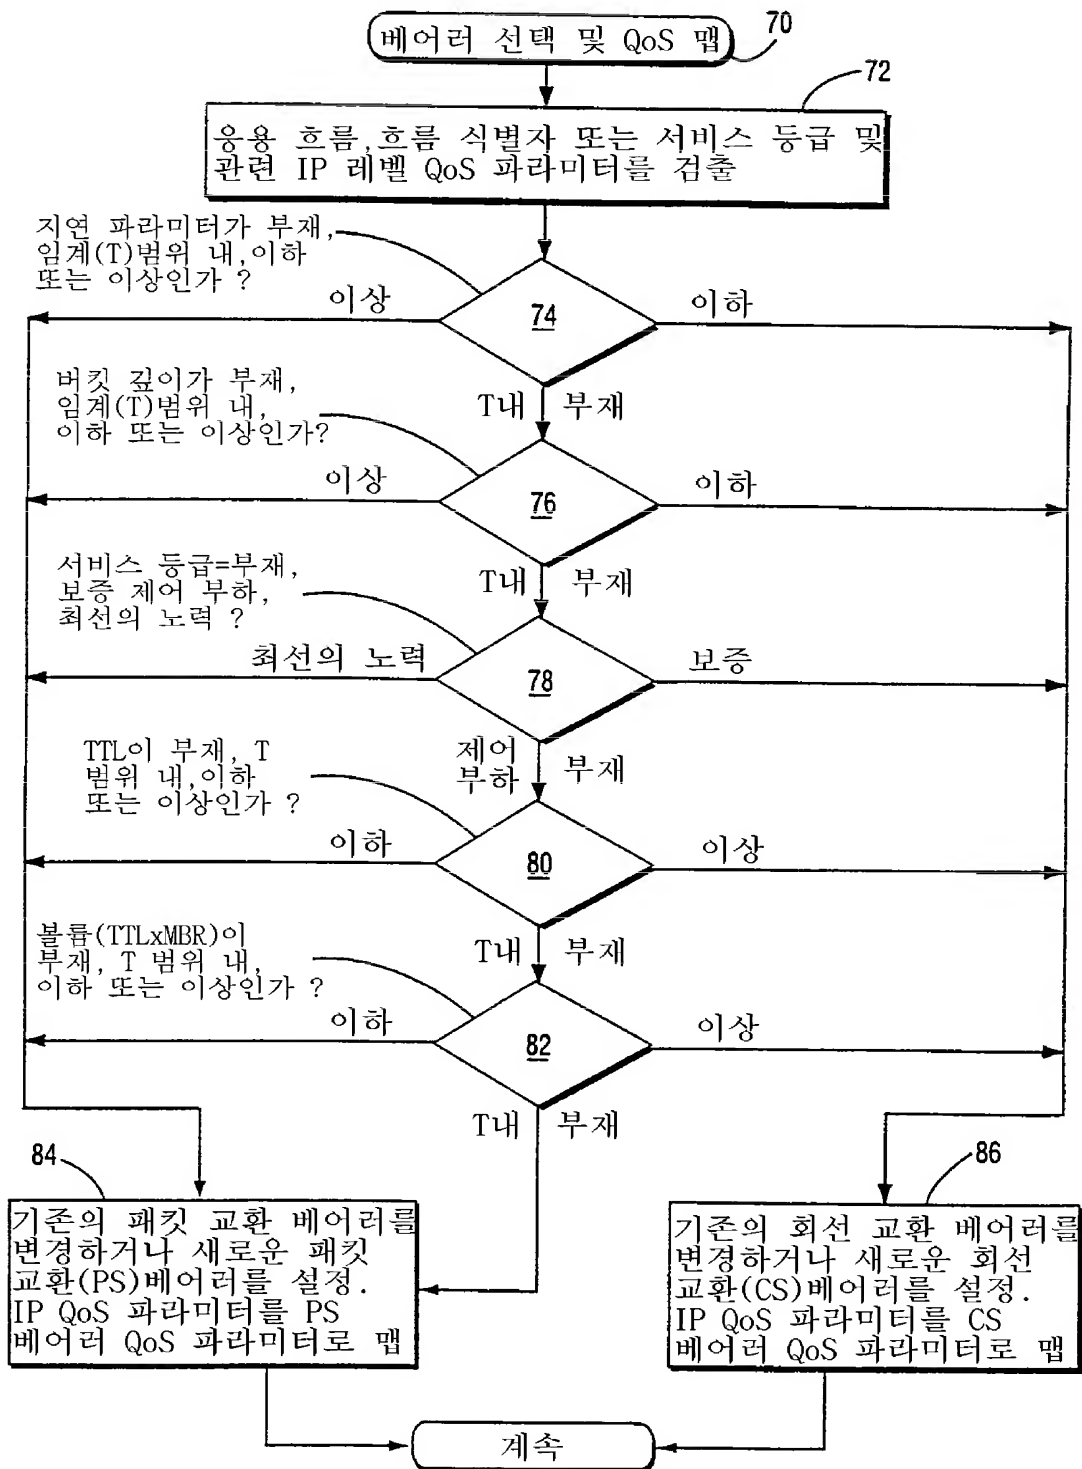 베어러 선택 및 QoS 맵
70
72
응용 흐름,흐름 식별자 또는 서비스 등급 및
관련 IP 레벨 QoS 파라미터를 검출
지연 파라미터가 부재,
임계(T)범위 내,이하
또는 이상인가 ?
이상
74
이하
T내
부재
버킷 깊이가 부재,
임계(T)범위 내,
이하 또는 이상인가?
이상
76
이하
T내
부재
서비스 등급=부재,
보증 제어 부하,
최선의 노력 ?
최선의 노력
78
보증
제어
부하
부재
TTL이 부재, T
범위 내,이하
또는 이상인가 ?
이하
80
이상
T내
부재
볼륨(TTLxMBR)이
부재, T 범위 내,
이하 또는 이상인가 ?
이하
82
이상
T내
부재
84
기존의 패킷 교환 베어러를
변경하거나 새로운 패킷
교환(PS)베어러를 설정.
IP QoS 파라미터를 PS
베어러 QoS 파라미터로 맵
86
기존의 회선 교환 베어러를
변경하거나 새로운 회선
교환(CS)베어러를 설정.
IP QoS 파라미터를 CS
베어러 QoS 파라미터로 맵
계속